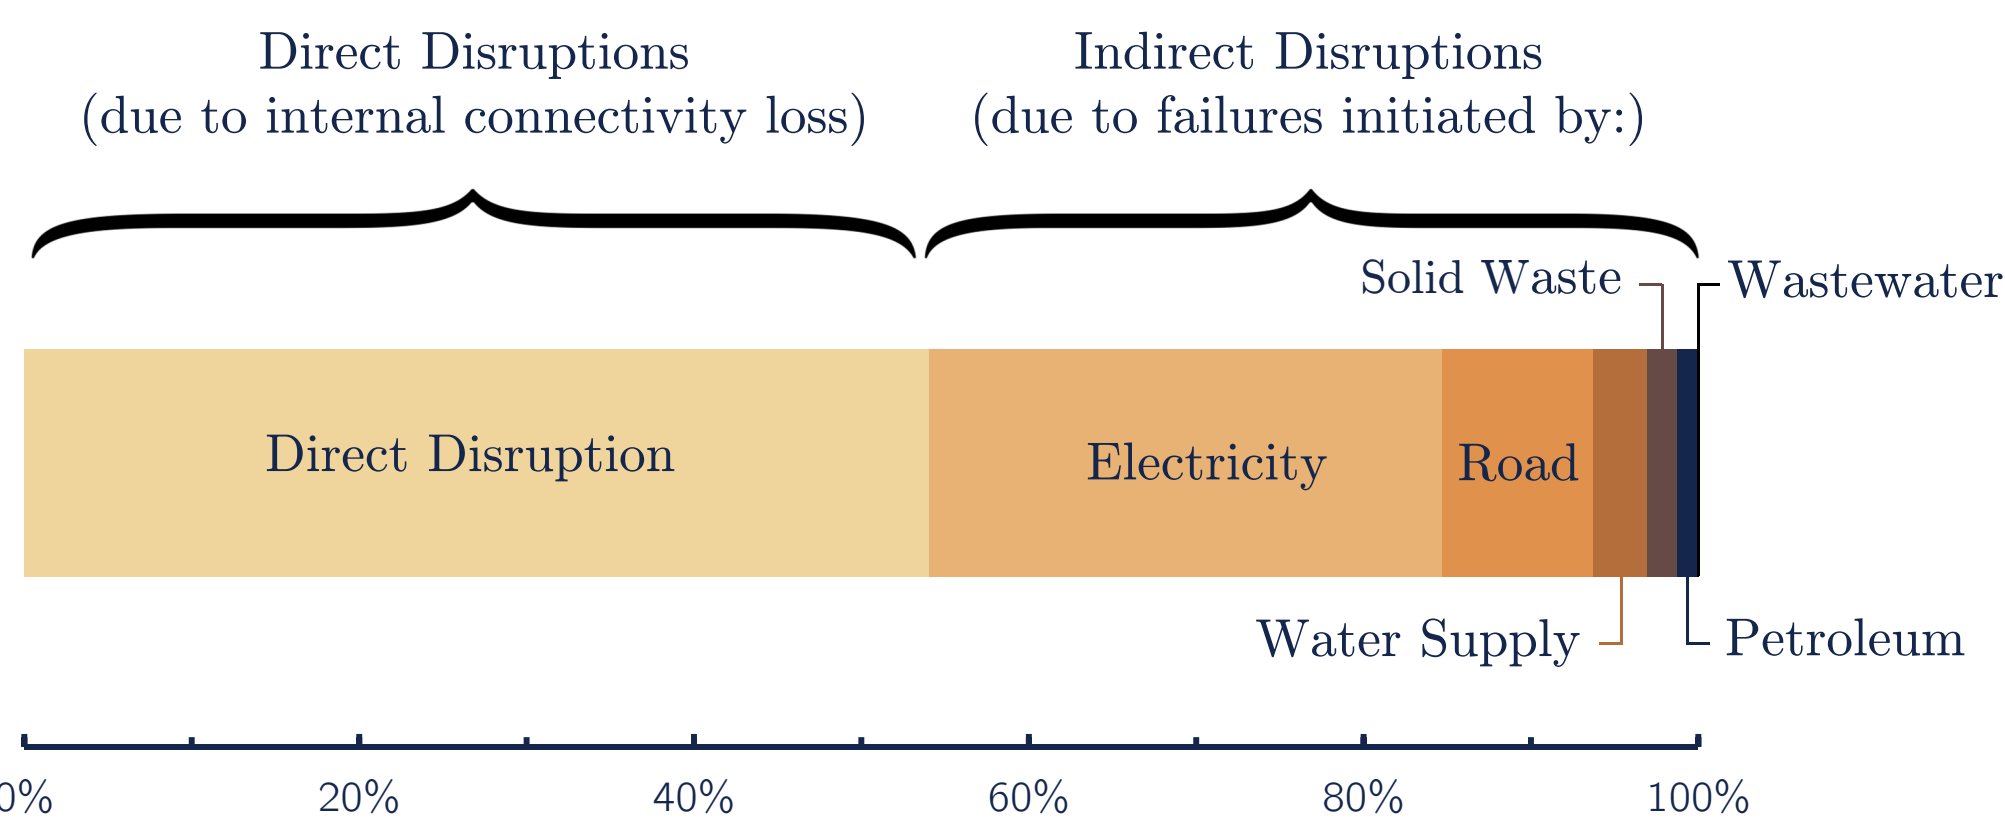 Direct Disruptions
(due to internal connectivity loss)
Indirect Disruptions
(due to failures initiated by:)
Solid Waste
Wastewater
Direct Disruption
Electricity
Road
Water Supply
Petroleum
0%
20%
40%
60%
80%
100%